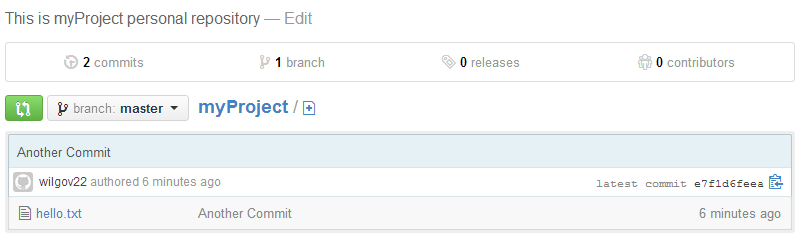 This is myProject personal repository — Edit
2 commits 1 branch 0 releases 0 contributors
branch: master myProject /
Another Commit
wilgov22 authored 6 minutes ago latest commit e7f1d6feea
hello.txt Another Commit 6 minutes ago